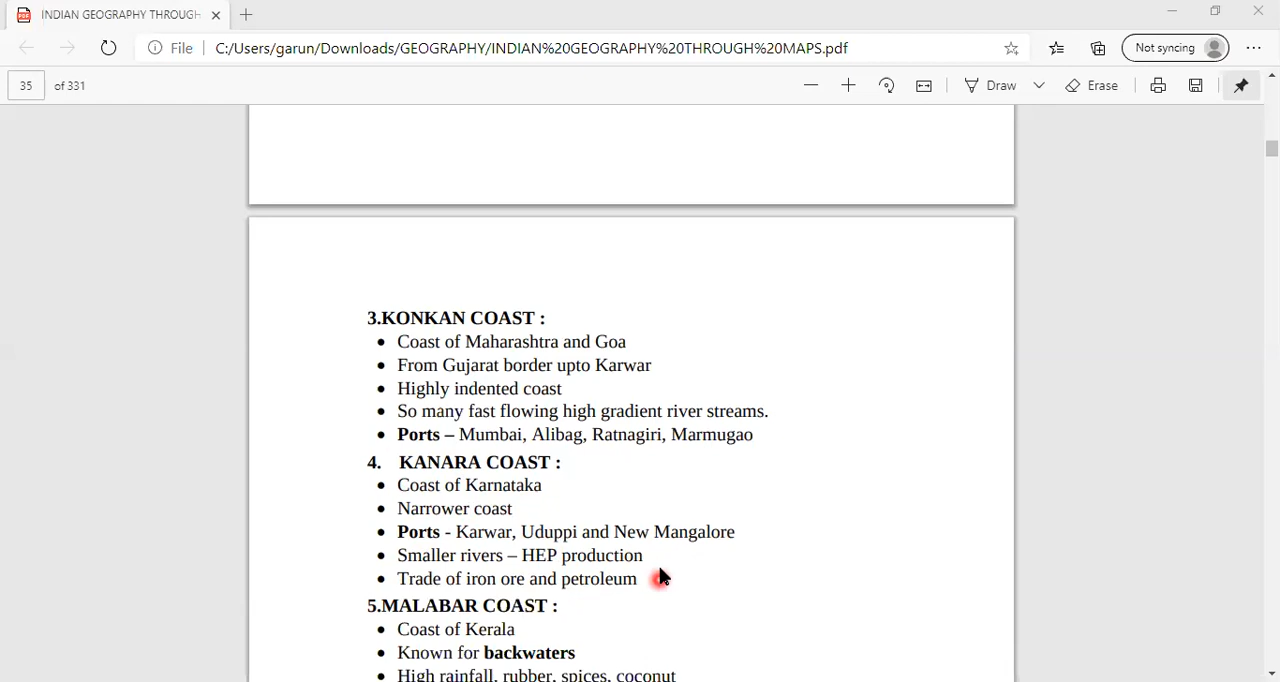 INDIAN GEOGRAPHY THROUGH
File
C:/Users/garun/Downloads/GEOGRAPHY/INDIAN%20GEOGRAPHY%20THROUGH%20MAPS.pdf
Not syncing
35 of 331
Draw
Erase
3.KONKAN COAST :
• Coast of Maharashtra and Goa
• From Gujarat border upto Karwar
• Highly indented coast
• So many fast flowing high gradient river streams.
• Ports – Mumbai, Alibag, Ratnagiri, Marmugao
4. KANARA COAST :
• Coast of Karnataka
• Narrower coast
• Ports - Karwar, Uduppi and New Mangalore
• Smaller rivers – HEP production
• Trade of iron ore and petroleum
5.MALABAR COAST :
• Coast of Kerala
• Known for backwaters
• High rainfall, rubber, spices, coconut